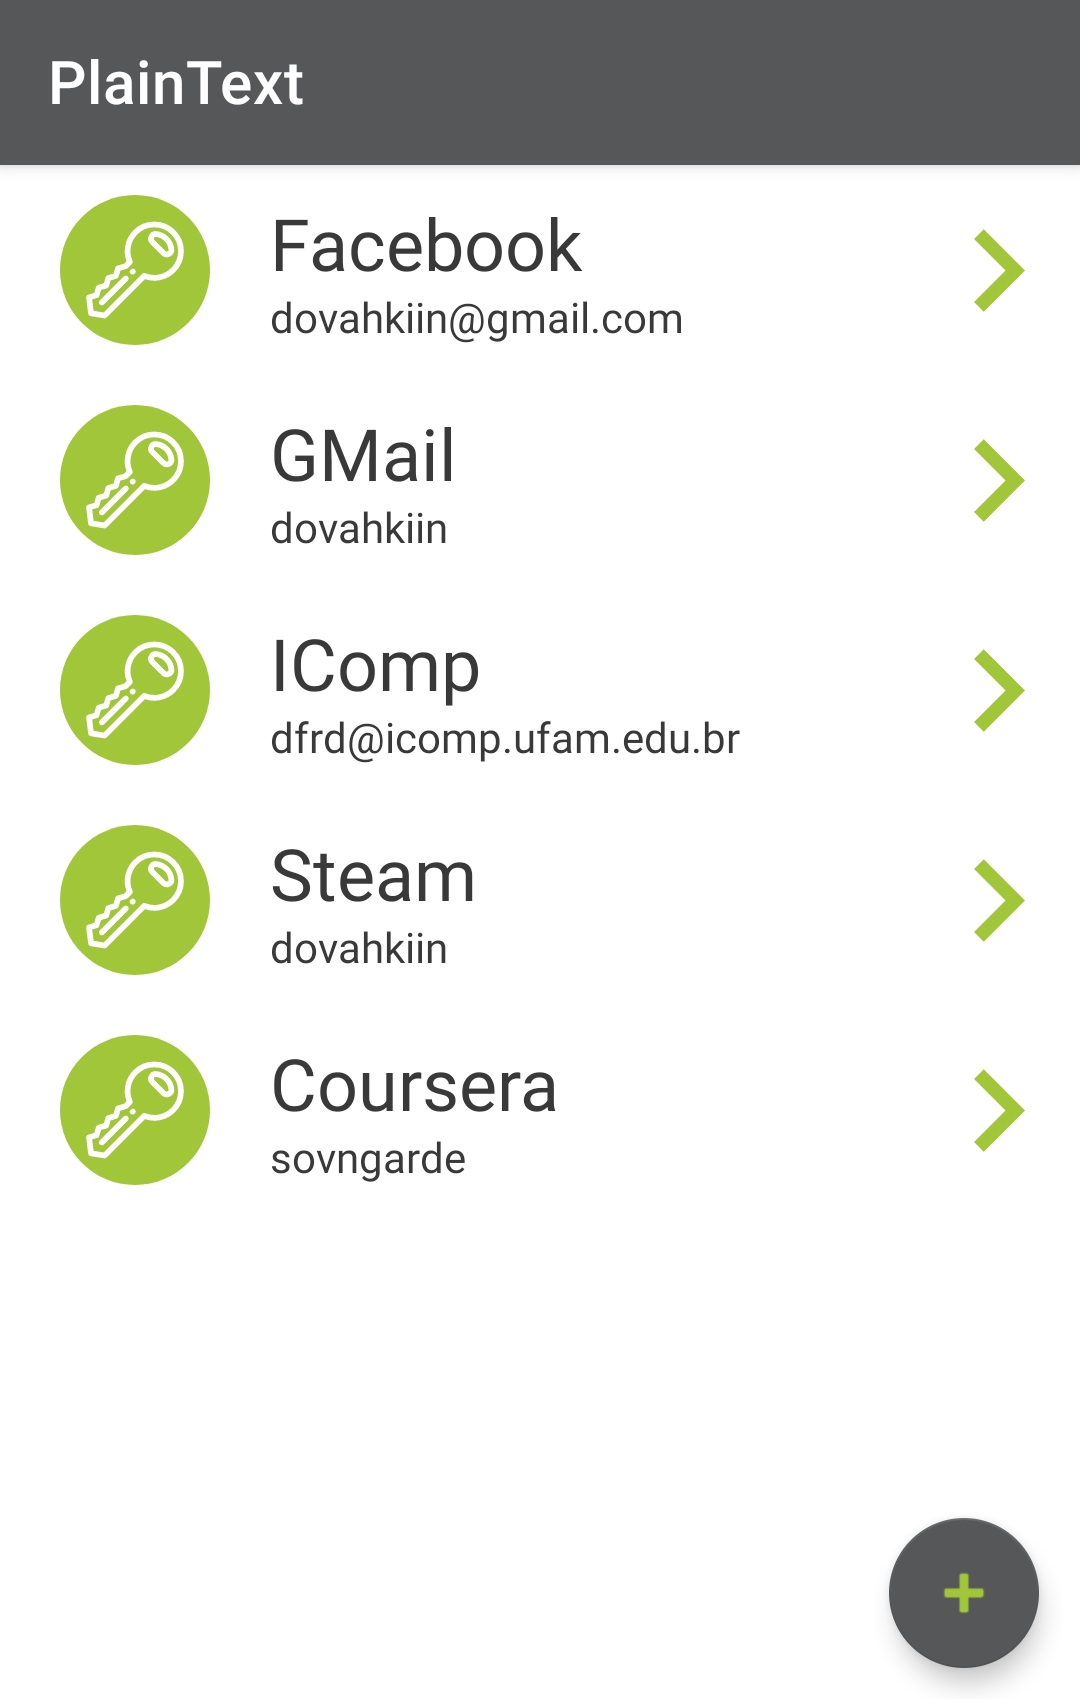 PlainText
Facebook
dovahkiin@gmail.com
GMail
dovahkiin
IComp
dfrd@icomp.ufam.edu.br
Steam
dovahkiin
Coursera
sovngarde